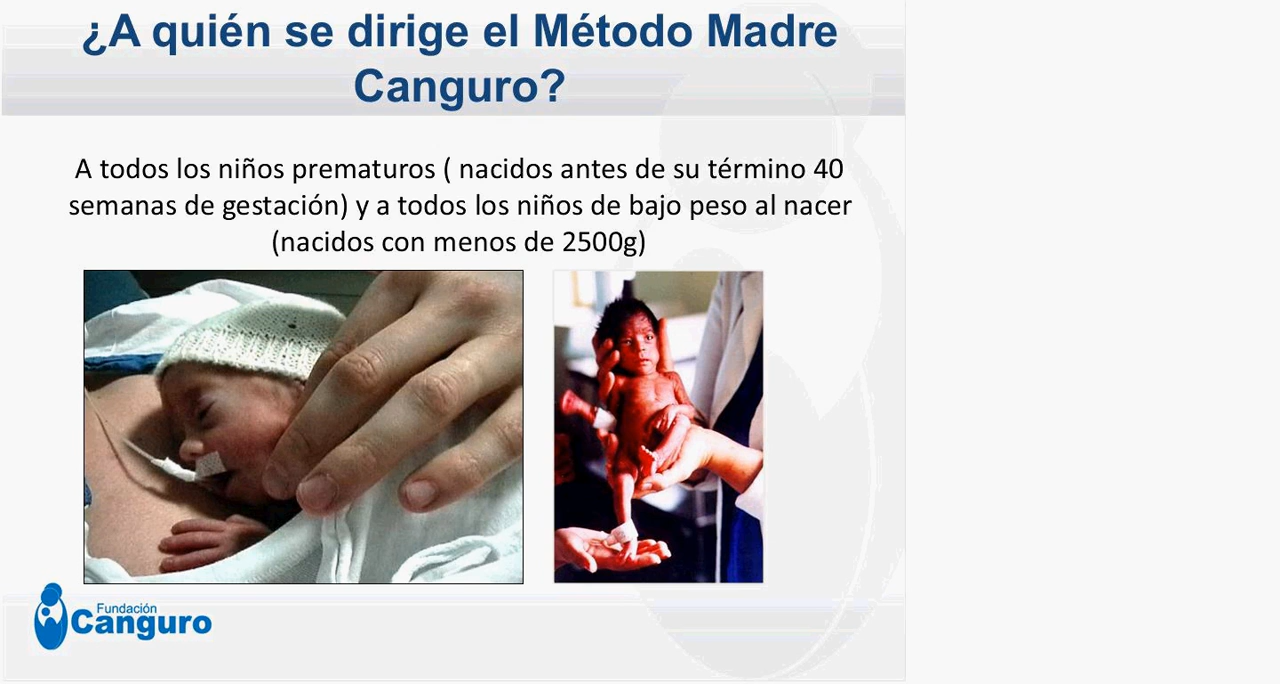 ¿A quién se dirige el Método Madre
Canguro?
A todos los niños prematuros ( nacidos antes de su término 40
semanas de gestación) y a todos los niños de bajo peso al nacer
(nacidos con menos de 2500g)
Fundación
Canguro